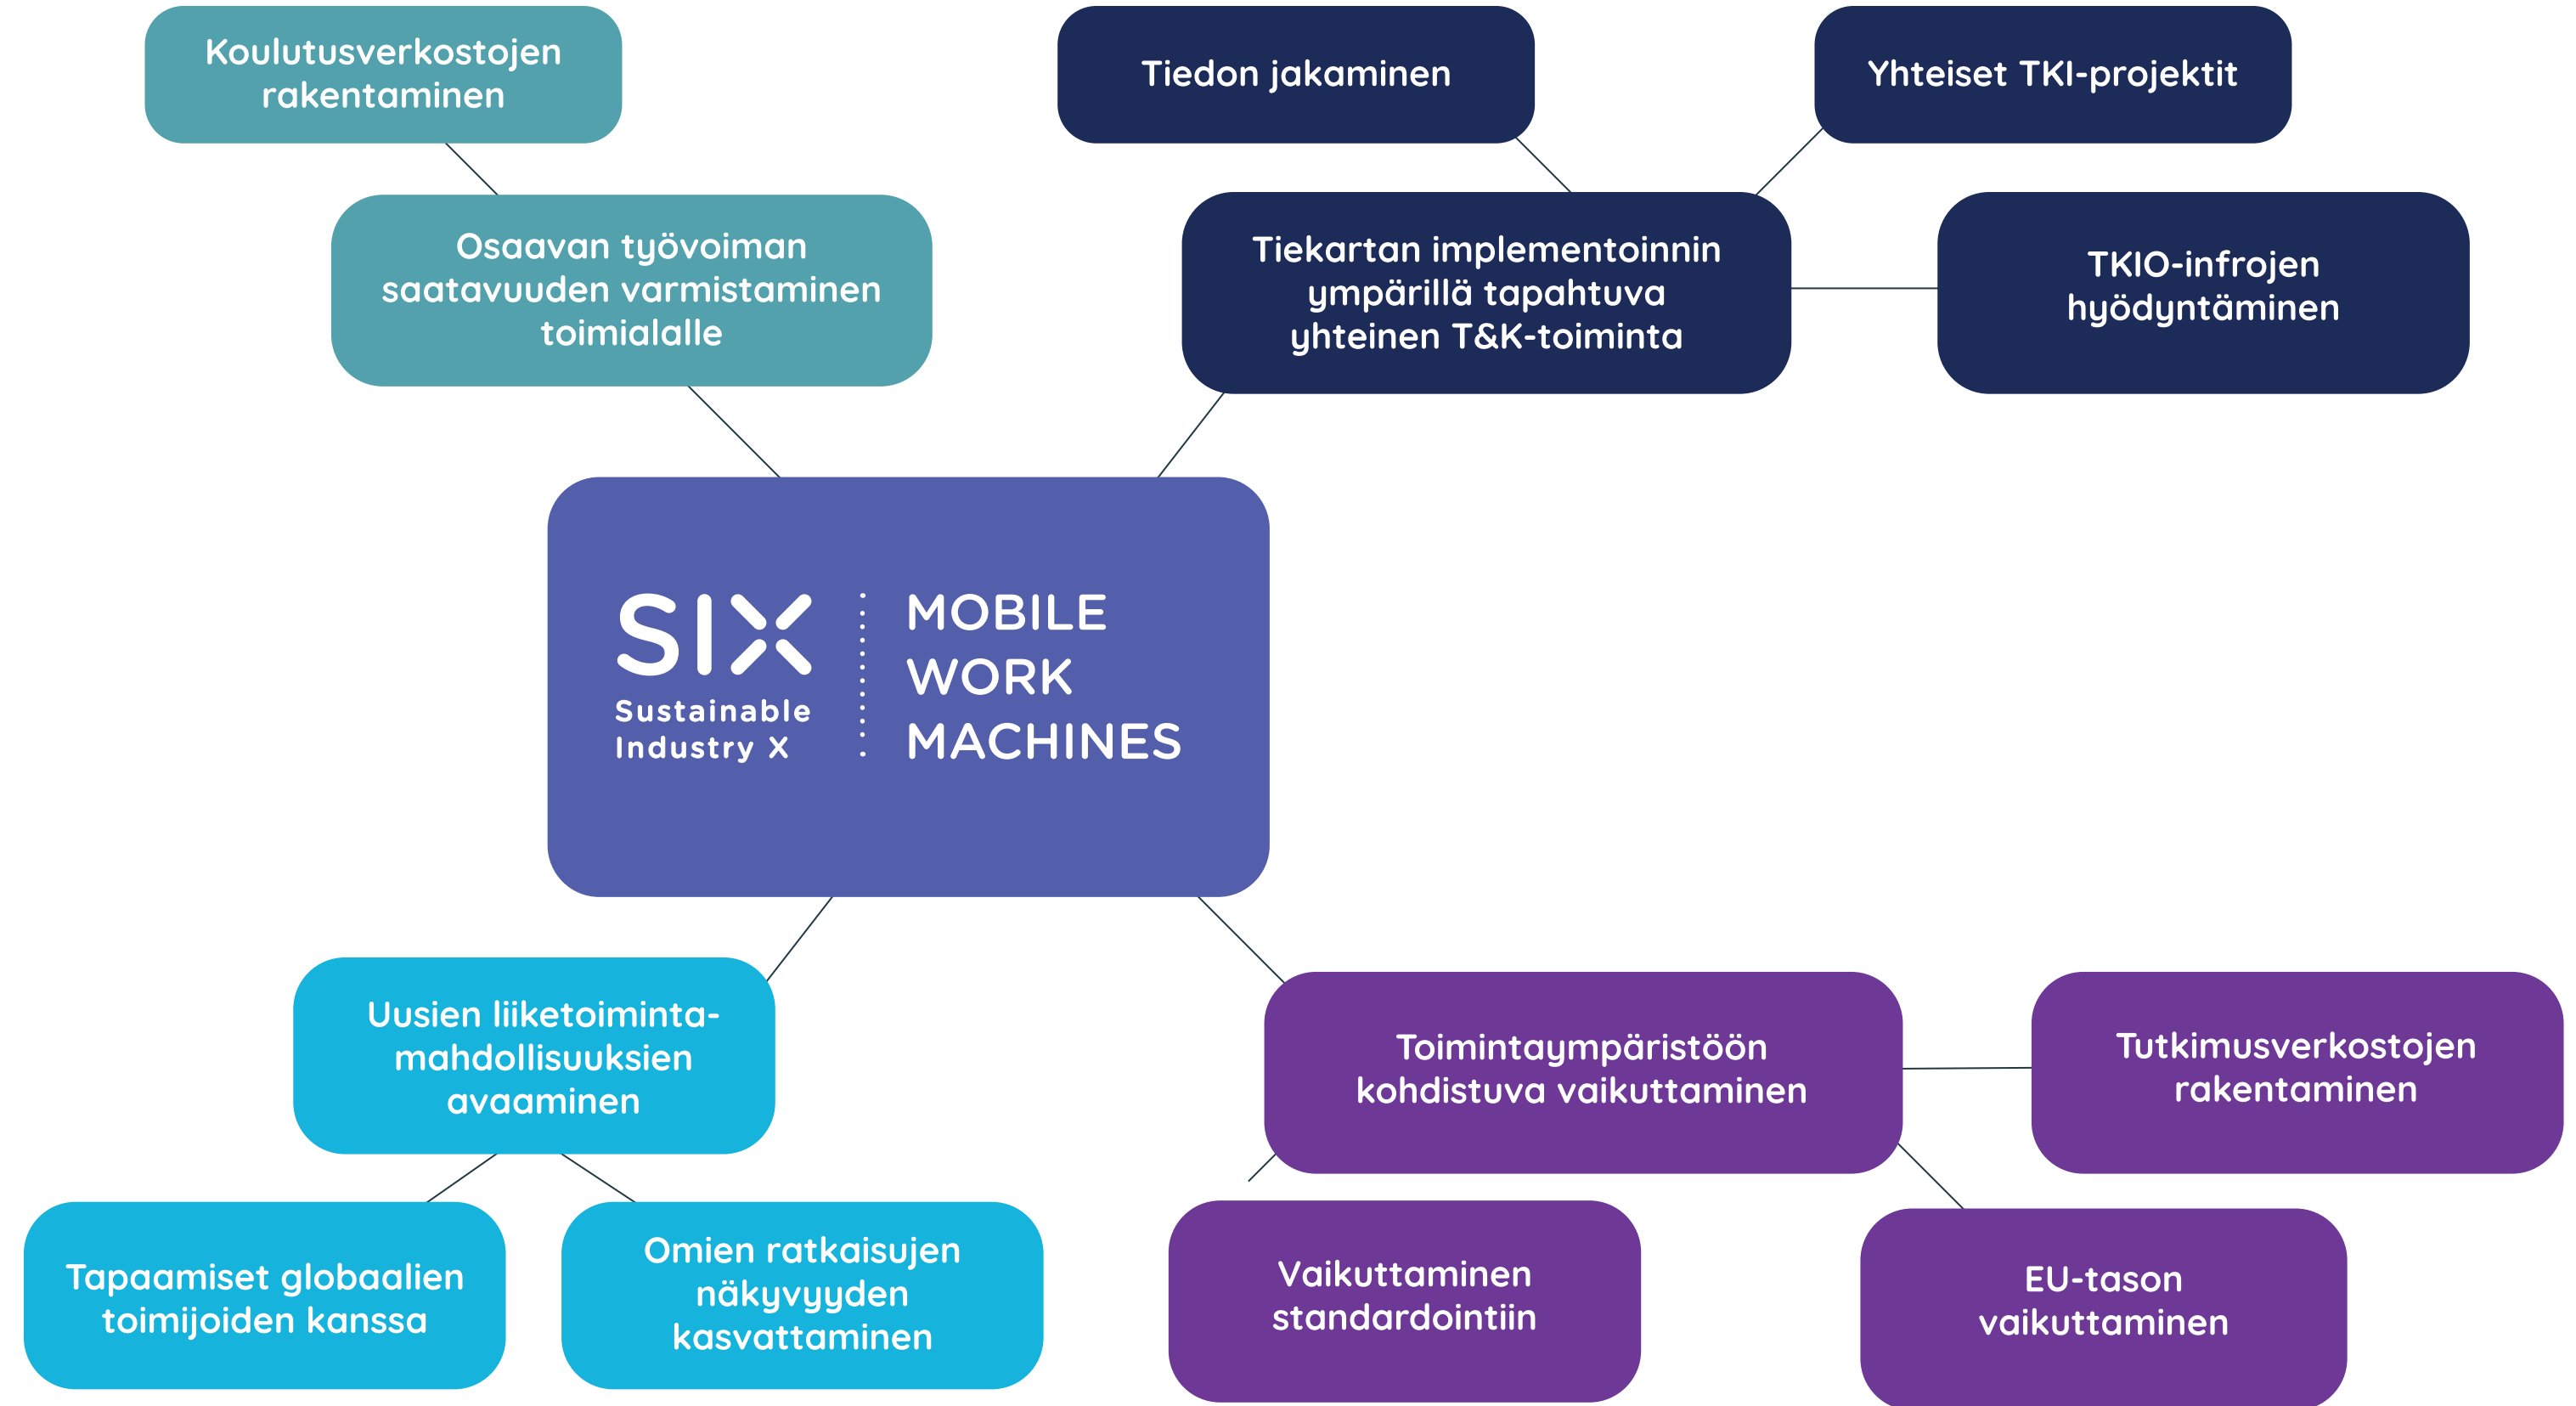 Koulutusverkostojen
rakentaminen
Tiedon jakaminen
Yhteiset TKI-projektit
Osaavan työvoiman
saatavuuden varmistaminen
toimialalle
Tiekartan implementoinnin
ympärillä tapahtuva
yhteinen T&K-toiminta
TKIO-infrojen
hyödyntäminen
SIX
Sustainable
Industry X
MOBILE
WORK
MACHINES
Uusien liiketoiminta-
mahdollisuuksien
avaaminen
Toimintaympäristöön
kohdistuva vaikuttaminen
Tutkimusverkostojen
rakentaminen
Tapaamiset globaalien
toimijoiden kanssa
Omien ratkaisujen
näkyvyyden
kasvattaminen
Vaikuttaminen
standardointiin
EU-tason
vaikuttaminen